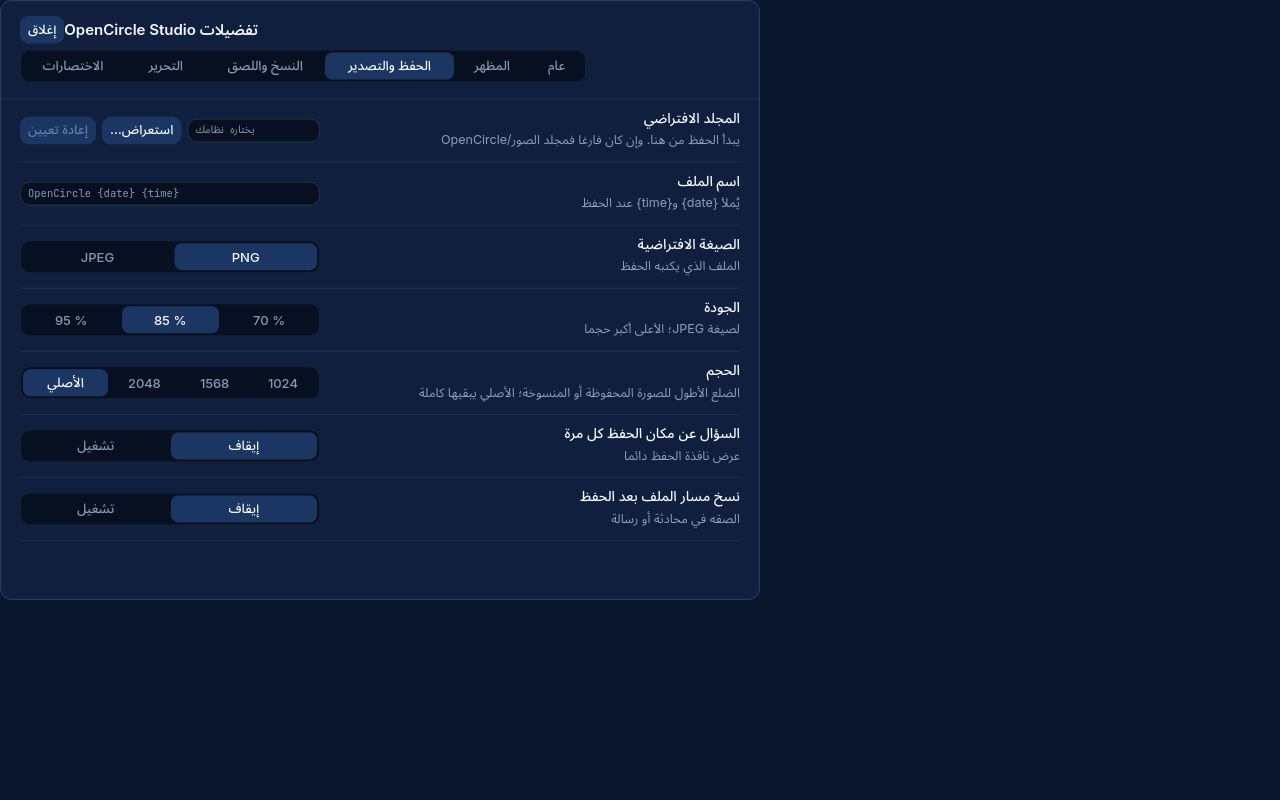 تفضيلات OpenCircle Studio
إغلاق
عام
المظهر
الحفظ والتصدير
النسخ واللصق
التحرير
الاختصارات
المجلد الافتراضي
يبدأ الحفظ من هنا. وإن كان فارغا فمجلد الصور/OpenCircle
يختاره نظامك
استعراض...
إعادة تعيين
اسم الملف
يُملأ {date} و{time} عند الحفظ
OpenCircle {date} {time}
الصيغة الافتراضية
الملف الذي يكتبه الحفظ
PNG
JPEG
الجودة
لصيغة JPEG؛ الأعلى أكبر حجما
70 %
85 %
95 %
الحجم
الضلع الأطول للصورة المحفوظة أو المنسوخة؛ الأصلي يبقيها كاملة
1024
1568
2048
الأصلي
السؤال عن مكان الحفظ كل مرة
عرض نافذة الحفظ دائما
إيقاف
تشغيل
نسخ مسار الملف بعد الحفظ
الصقه في محادثة أو رسالة
إيقاف
تشغيل